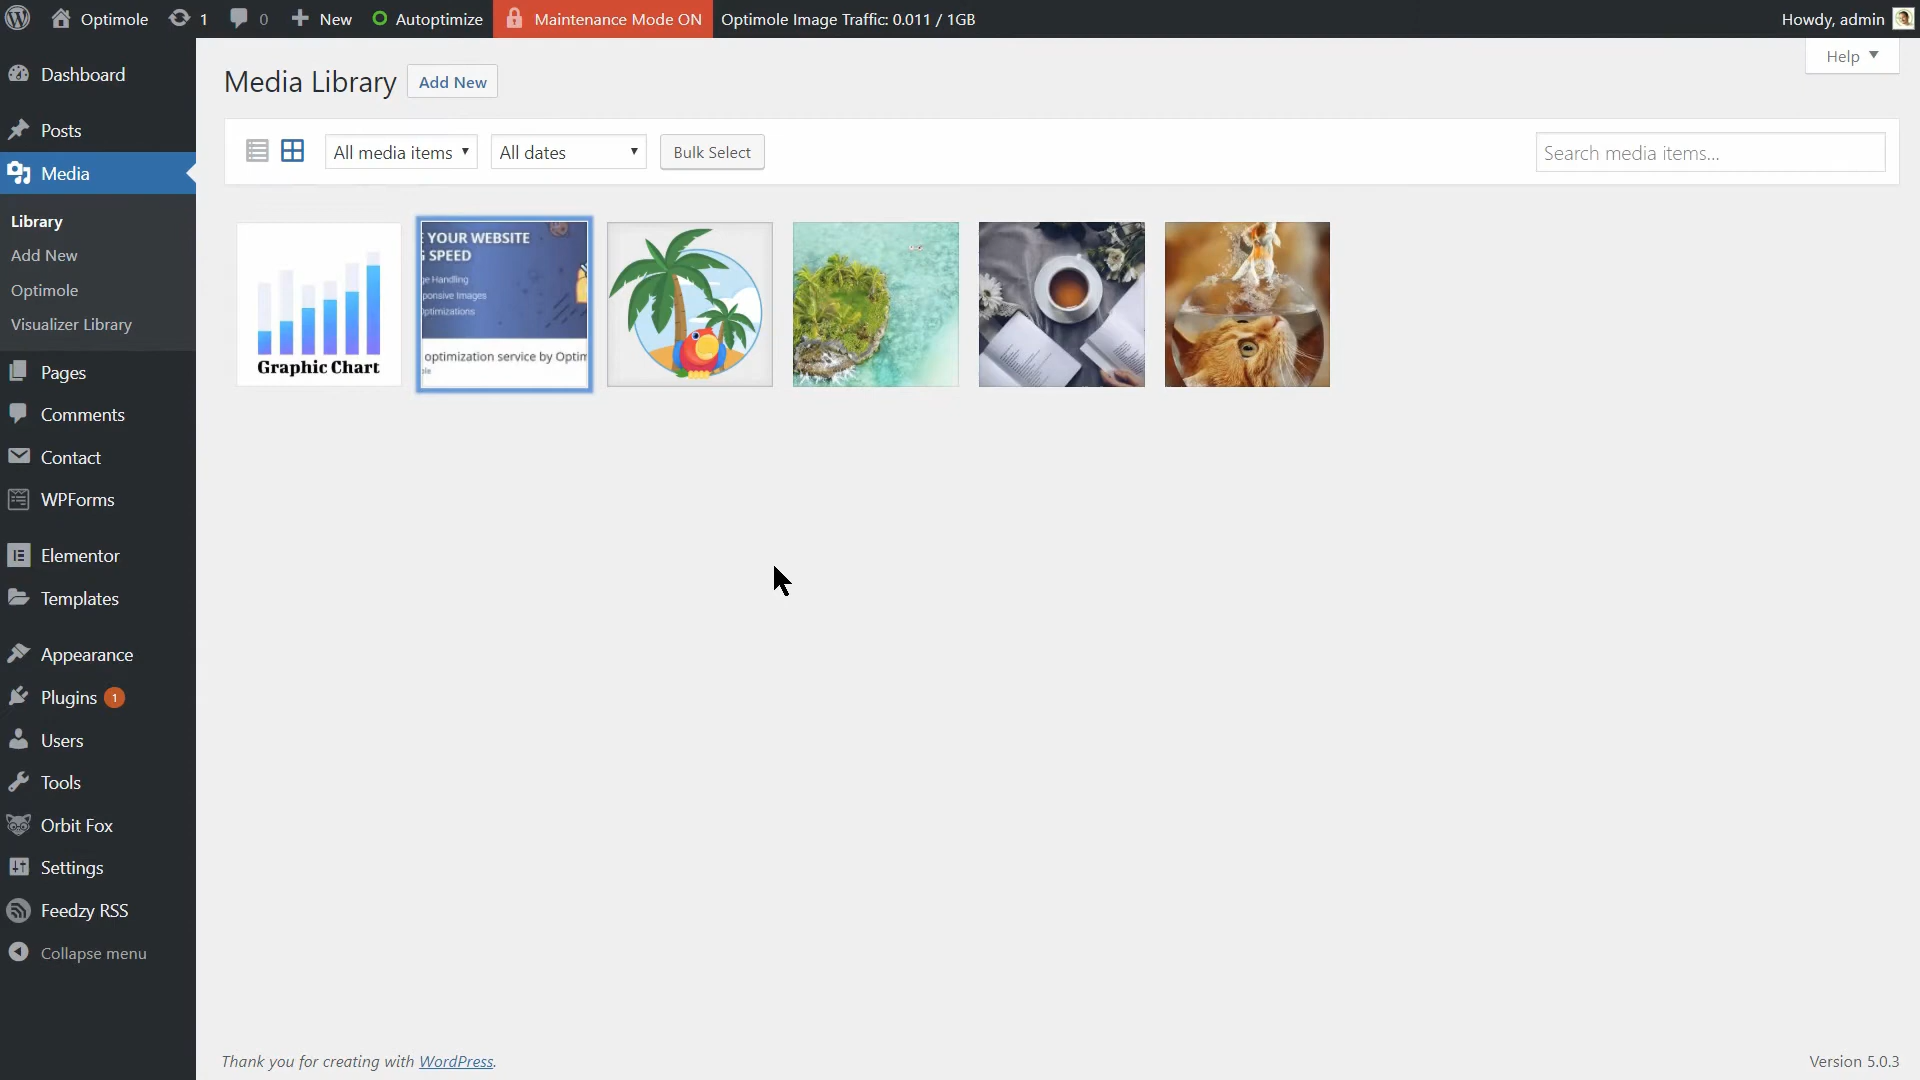 Optimole 1 0 New Autoptimize Maintenance Mode ON Optimole Image Traffic: 0.011 / 1GB Howdy, admin
Help
Media Library Add New
All media items All dates Bulk Select Search media items...
Dashboard
Posts
Media
Library
Add New
Optimole
Visualizer Library
Pages
Comments
Contact
WPForms
Elementor
Templates
Appearance
Plugins 1
Users
Tools
Orbit Fox
Settings
Feedzy RSS
Collapse menu
Graphic Chart
YOUR WEBSITE
SPEED
Handling
Images
optimization service by
Thank you for creating with WordPress.
Version 5.0.3